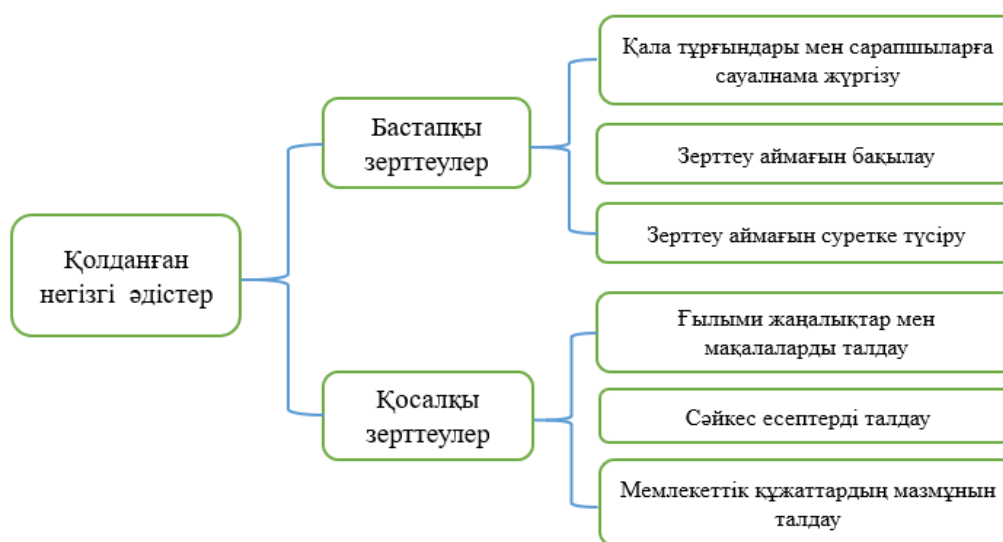 Қолданған
негізгі әдістер
Бастапқы
зерттеулер
Қала тұрғындары мен сарапшыларға
сауалнама жүргізу
Зерттеу аймағын бақылау
Зерттеу аймағын суретке түсіру
Қосалқы
зерттеулер
Ғылыми жаңалықтар мен
мақалаларды талдау
Сәйкес есептерді талдау
Мемлекеттік құжаттардың мазмұнын
талдау